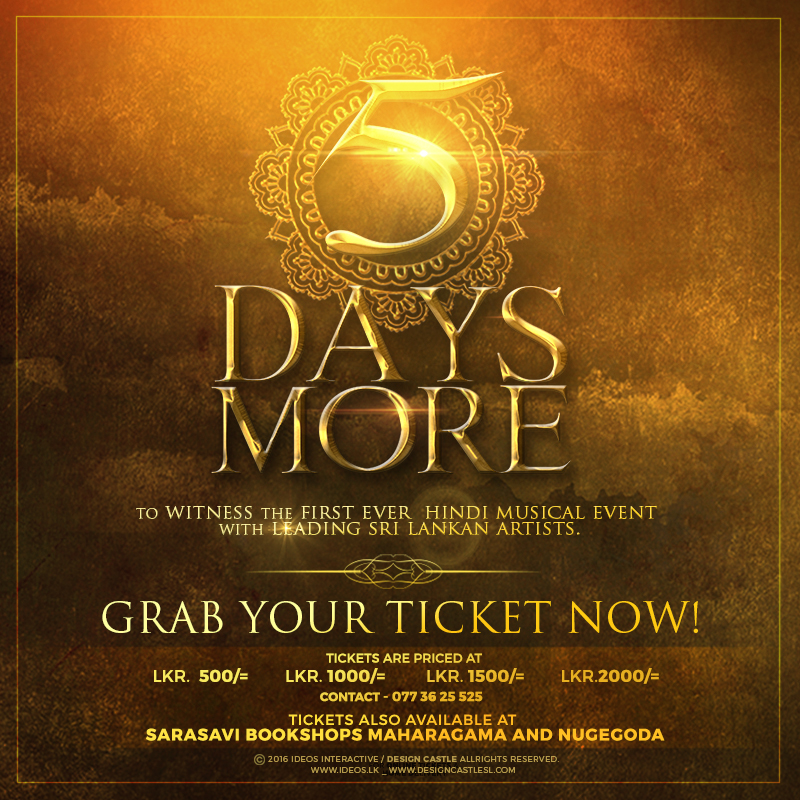 5
DAYS
MORE
TO WITNESS THE FIRST EVER HINDI MUSICAL EVENT
WITH LEADING SRI LANKAN ARTISTS.
GRAB YOUR TICKET NOW!
TICKETS ARE PRICED AT
LKR. 500/= LKR. 1000/= LKR. 1500/= LKR.2000/=
CONTACT - 077 36 25 525
TICKETS ALSO AVAILABLE AT
SARASAVI BOOKSHOPS MAHARAGAMA AND NUGEGODA
© 2016 IDEOS INTERACTIVE / DESIGN CASTLE ALLRIGHTS RESERVED.
WWW.IDEOS.LK _ WWW.DESIGNCASTLESL.COM